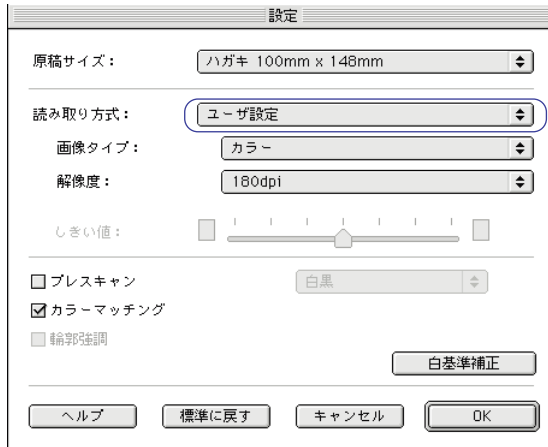 設定
原稿サイズ： ハガキ 100mm x 148mm
読み取り方式： ユーザ設定
画像タイプ： カラー
解像度： 180dpi
しきい値：
プレスキャン 白黒
カラーマッチング
輪郭強調
白基準補正
ヘルプ 標準に戻す キャンセル OK